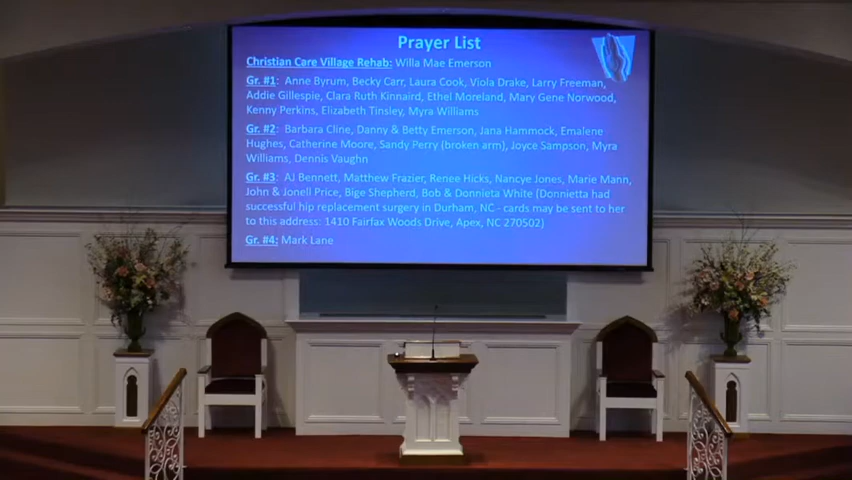 Prayer List
Christian Care Village Rehab: Willa Mae Emerson
Gr. #1: Anne Byrum, Becky Carr, Laura Cook, Viola Drake, Larry Freeman,
Addie Gillespie, Clara Ruth Kinnaird, Ethel Moreland, Mary Gene Norwood,
Kenny Perkins, Elizabeth Tinsley, Myra Williams
Gr. #2: Barbara Cline, Danny & Betty Emerson, Jana Hammock, Emalene
Hughes, Catherine Moore, Sandy Perry (broken arm), Joyce Sampson, Myra
Williams, Dennis Vaughn
Gr. #3: AJ Bennett, Matthew Frazier, Renee Hicks, Nancye Jones, Marie Mann,
John & Jonell Price, Bige Shepherd, Bob & Donnieta White (Donnietta had
successful hip replacement surgery in Durham, NC - cards may be sent to her
to this address: 1410 Fairfax Woods Drive, Apex, NC 270502)
Gr. #4: Mark Lane